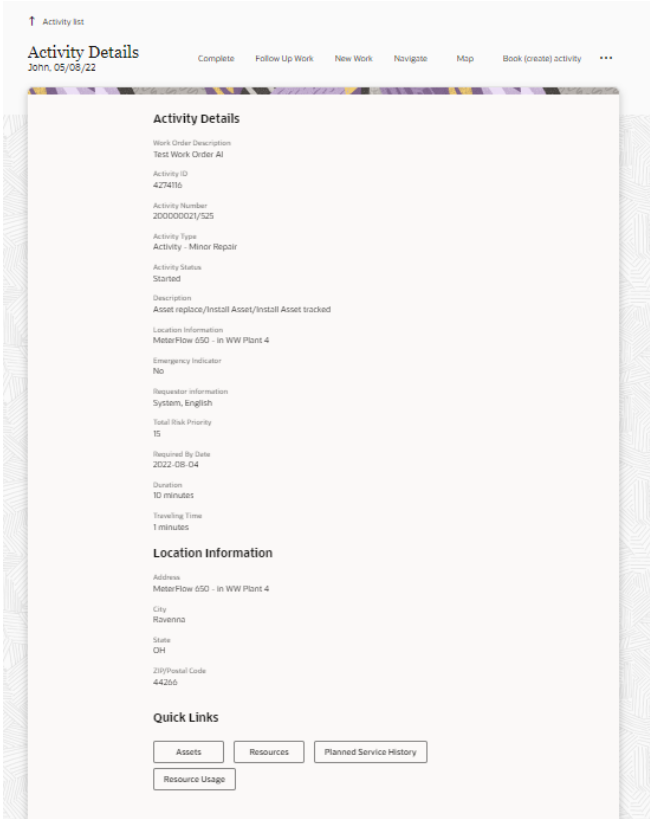 ↑ Activity list
Activity Details
John, 05/08/22
Complete Follow Up Work New Work Navigate Map Book (create) activity ...
Activity Details
Work Order Description
Test Work Order AI
Activity ID
4274116
Activity Number
200000021/525
Activity Type
Activity - Minor Repair
Activity Status
Started
Description
Asset replace/Install Asset/Install Asset tracked
Location Information
MeterFlow 650 - in WW Plant 4
Emergency Indicator
No
Requestor Information
System, English
Total Risk Priority
15
Required By Date
2022-08-04
Duration
10 minutes
Traveling Time
1 minutes
Location Information
Address
MeterFlow 650 - in WW Plant 4
City
Ravenna
State
OH
ZIP/Postal Code
44266
Quick Links
Assets Resources Planned Service History
Resource Usage